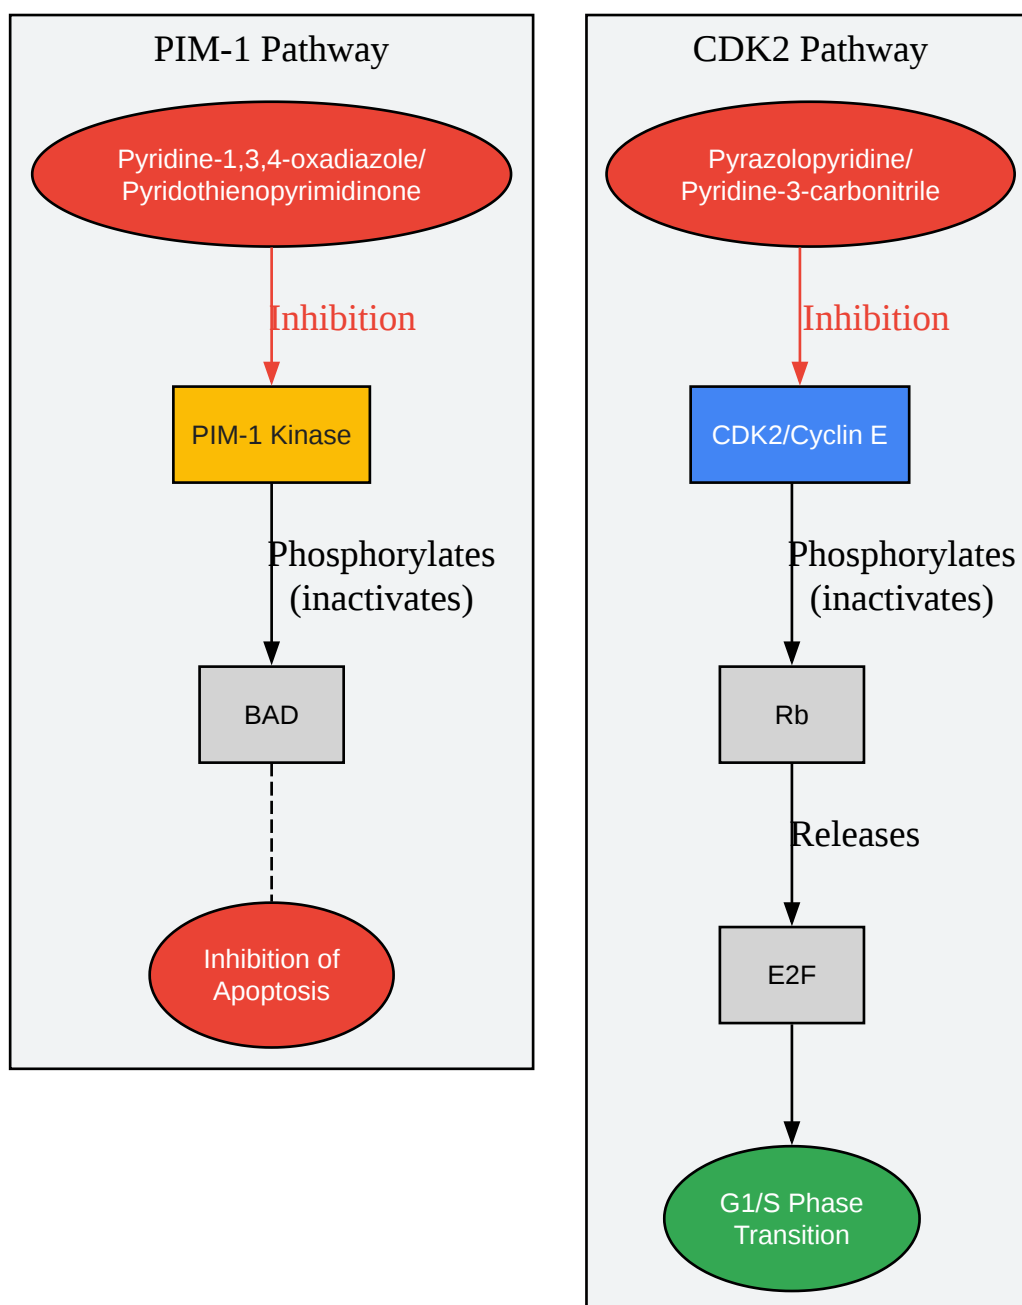 PIM-1 Pathway
Pyridine-1,3,4-oxadiazole/
Pyridothienopyrimidinone
Inhibition
PIM-1 Kinase
Phosphorylates
(inactivates)
BAD
Inhibition of
Apoptosis
CDK2 Pathway
Pyrazolopyridine/
Pyridine-3-carbonitrile
Inhibition
CDK2/Cyclin E
Phosphorylates
(inactivates)
Rb
Releases
E2F
G1/S Phase
Transition